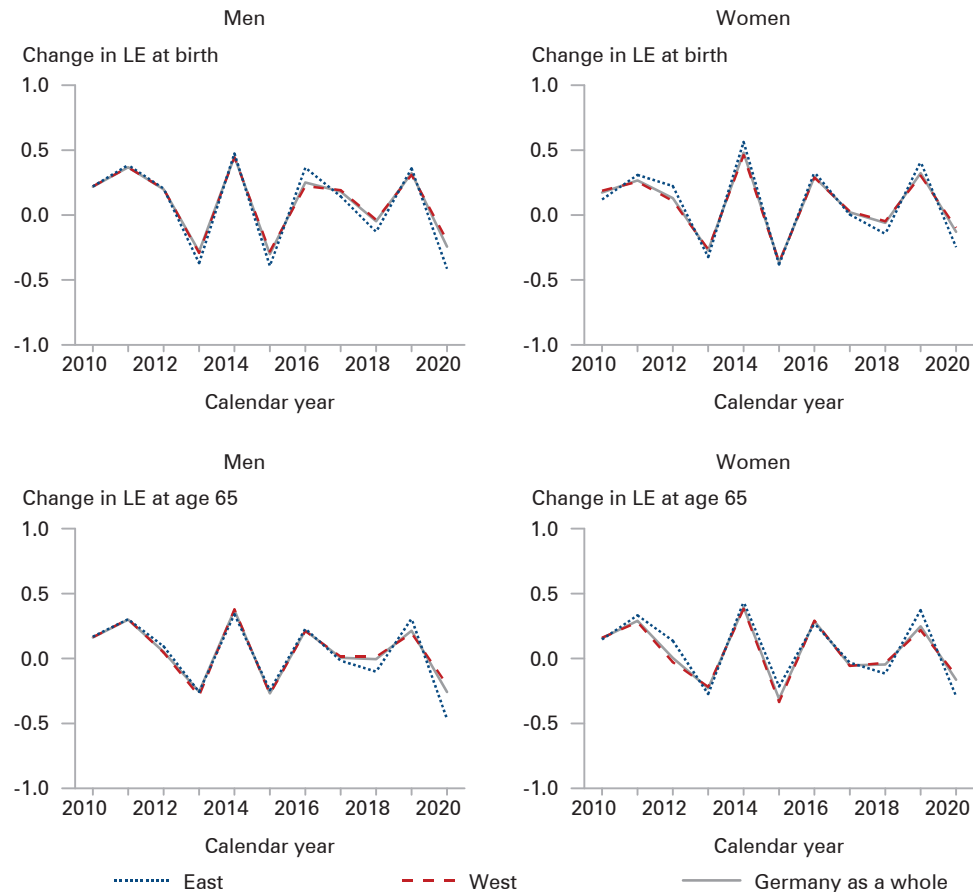 Men
Women
Change in LE at birth
Change in LE at birth
1.0
0.5
0.0
-0.5
-1.0
2010 2012 2014 2016 2018 2020
Calendar year
1.0
0.5
0.0
-0.5
-1.0
2010 2012 2014 2016 2018 2020
Calendar year
Men
Women
Change in LE at age 65
Change in LE at age 65
1.0
0.5
0.0
-0.5
-1.0
2010 2012 2014 2016 2018 2020
Calendar year
1.0
0.5
0.0
-0.5
-1.0
2010 2012 2014 2016 2018 2020
Calendar year
East
West
Germany as a whole